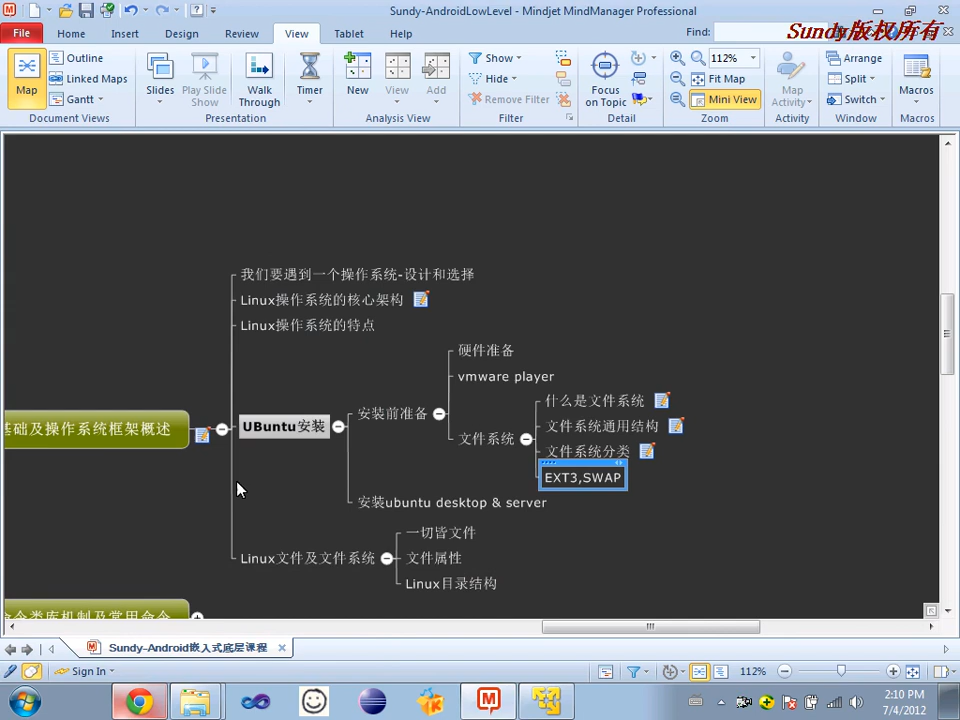 Sundy-AndroidLowLevel - Mindjet MindManager Professional
File Home Insert Design Review View Tablet Help Find:
Sundy版权所有
Map
Outline
Linked Maps
Gantt
Document Views
Slides
Play Slide Show
Walk Through
Timer
Presentation
New
View
Add
Analysis View
Show
Hide
Remove Filter
Filter
Focus on Topic
Detail
112%
Fit Map
Mini View
Zoom
Map Activity
Activity
Arrange
Split
Switch
Window
Macros
Macros
我们要遇到一个操作系统-设计和选择
Linux操作系统的核心架构
Linux操作系统的特点
硬件准备
vmware player
什么是文件系统
安装前准备
文件系统通用结构
基础及操作系统框架概述
UBuntu安装
文件系统
文件系统分类
EXT3,SWAP
安装ubuntu desktop & server
一切皆文件
Linux文件及文件系统
文件属性
Linux目录结构
命令类库机制及常用命令
Sundy-Android嵌入式底层课程
Sign In
112%
2:10 PM
7/4/2012